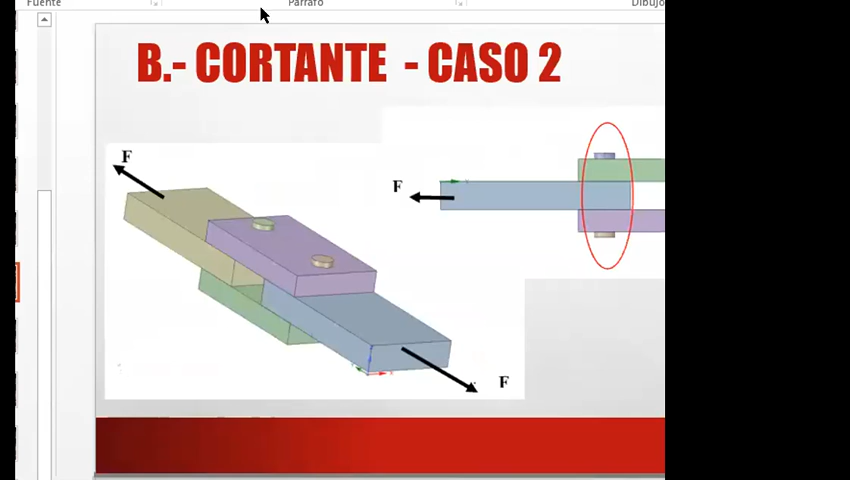 Fuente
Párrafo
Dibujo
B.- CORTANTE - CASO 2
F
F
F